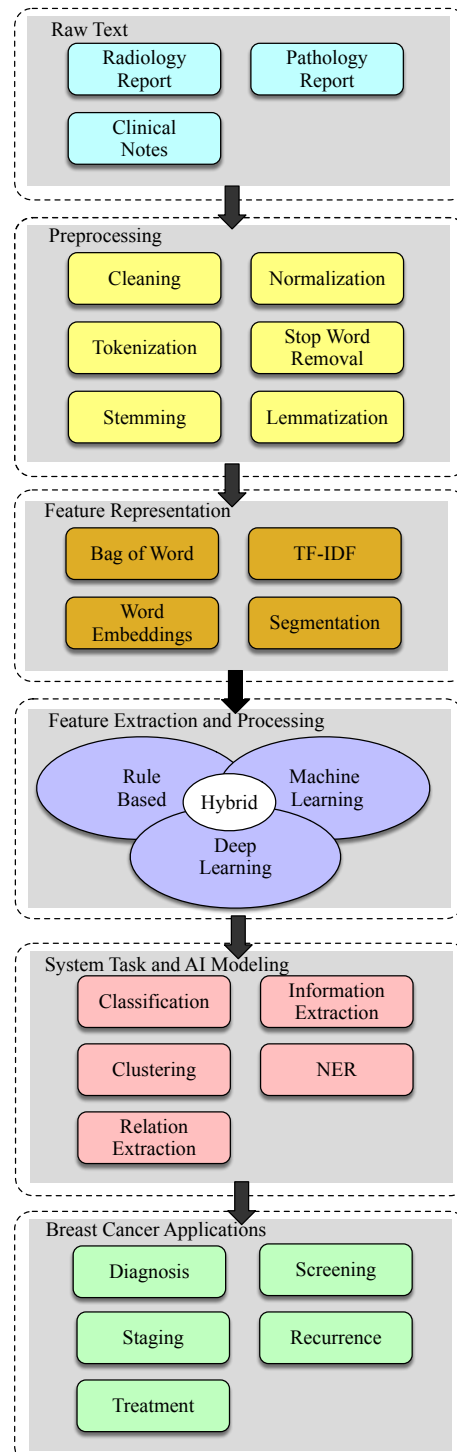 Raw Text
Radiology
Report
Pathology
Report
Clinical
Notes
Preprocessing
Cleaning
Normalization
Tokenization
Stop Word
Removal
Stemming
Lemmatization
Feature Representation
Bag of Word
TF-IDF
Word
Embeddings
Segmentation
Feature Extraction and Processing
Rule
Based
Machine
Learning
Hybrid
Deep
Learning
System Task and AI Modeling
Classification
Information
Extraction
Clustering
NER
Relation
Extraction
Breast Cancer Applications
Diagnosis
Screening
Staging
Recurrence
Treatment